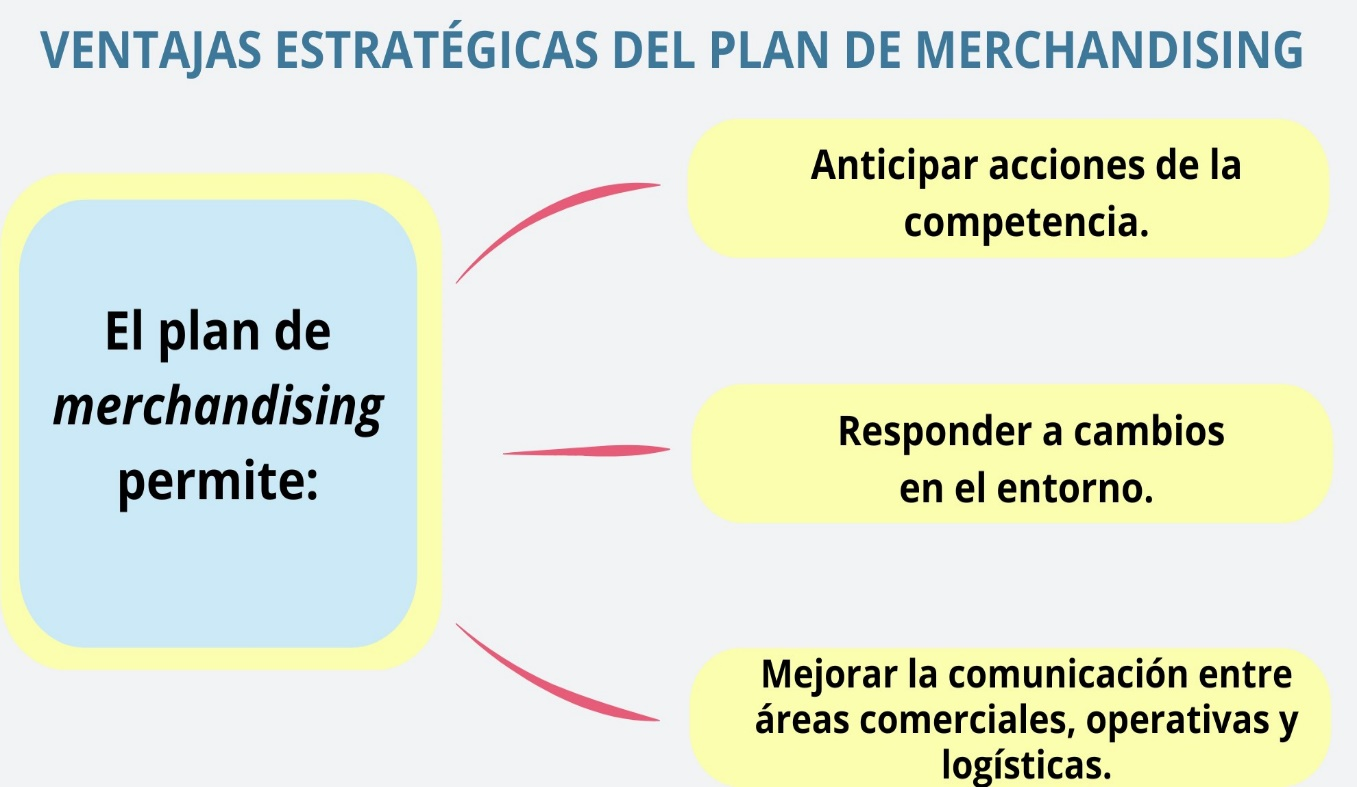 VENTAJAS ESTRATÉGICAS DEL PLAN DE MERCHANDISING
El plan de
merchandising
permite:
Anticipar acciones de la
competencia.
Responder a cambios
en el entorno.
Mejorar la comunicación entre
áreas comerciales, operativas y
logísticas.